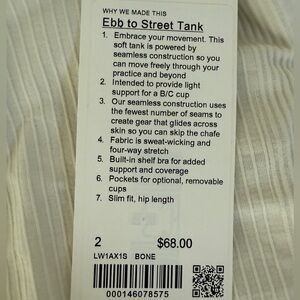 WHY WE MADE THIS
Ebb to Street Tank
1. Embrace your movement. This
soft tank is powered by
seamless construction so you
can move freely through your
practice and beyond
2. Intended to provide light
support for a B/C cup
3. Our seamless construction uses
the fewest number of seams to
create gear that glides across
skin so you can skip the chafe
4. Fabric is sweat-wicking and
four-way stretch
5. Built-in shelf bra for added
support and coverage
6. Pockets for optional, removable
cups
7. Slim fit, hip length
2 $68.00
LW1AX1S BONE
000146078575